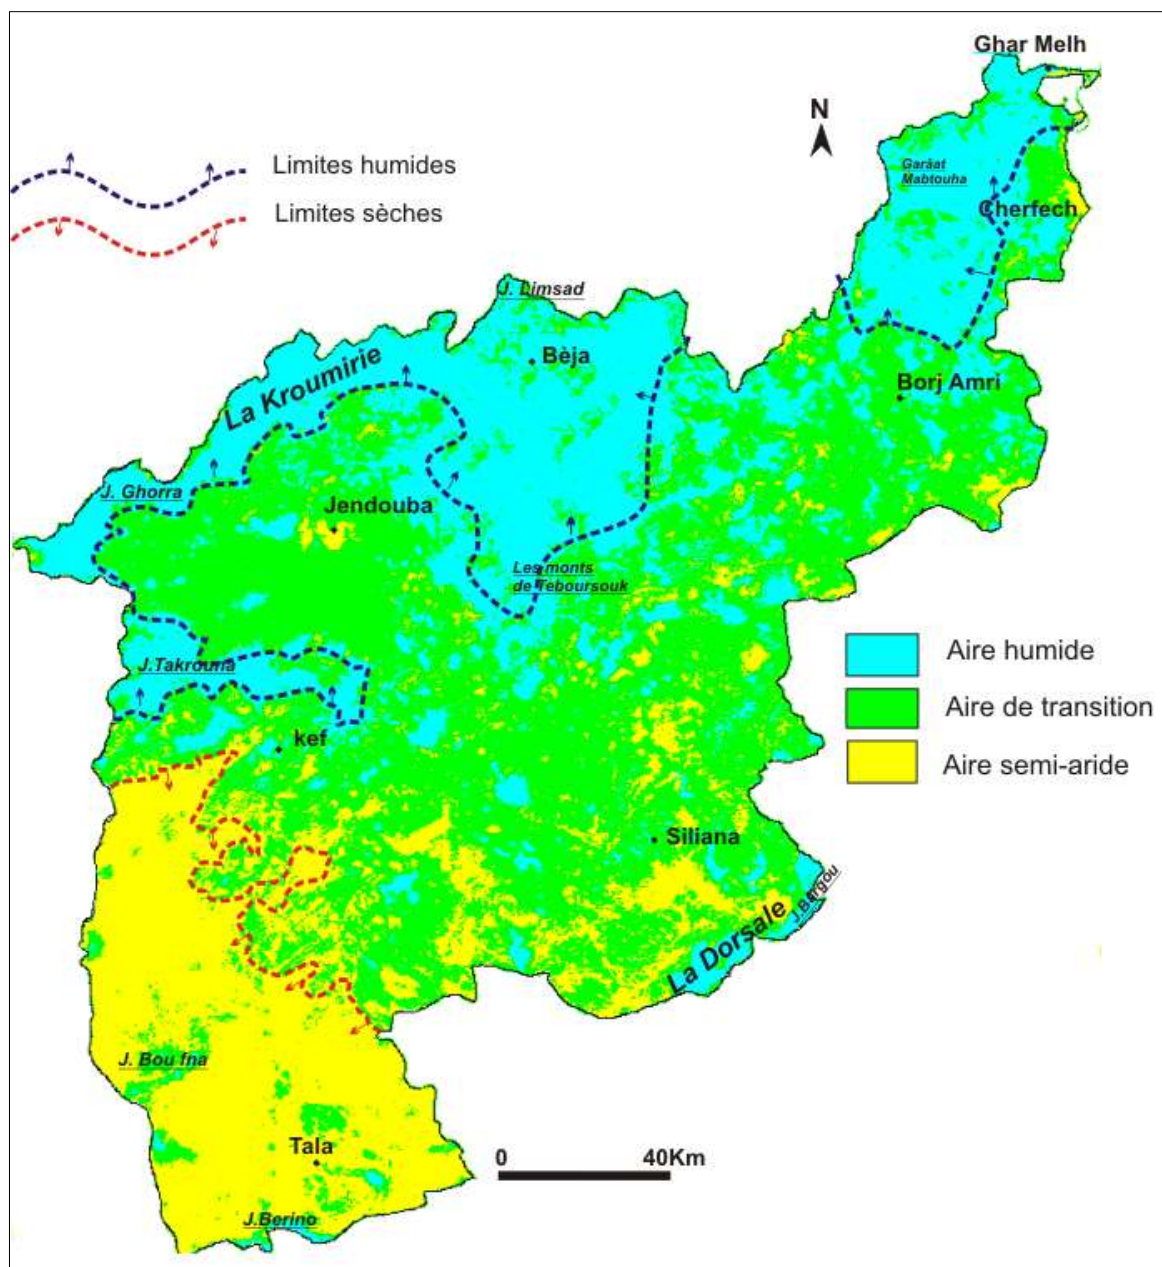 Ghar Melh
N
Limites humides
Garâat
Mabtouha
Limites sèches
Cherfech
J. Limsad
Bèja
La Kroumirie
Borj Amri
J. Ghorra
Jendouba
Les monts
de Teboursouk
Aire humide
J.Takrouna
Aire de transition
kef
Aire semi-aride
Siliana
J.Bargou
La Dorsale
J. Bou fna
Tala
0 40Km
J.Berino